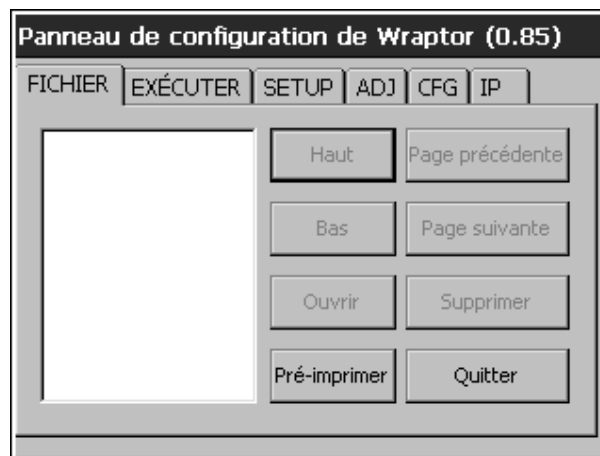 Panneau de configuration de Wraptor (0.85)
FICHIER EXÉCUTER SETUP ADJ CFG IP
Haut Page précédente
Bas Page suivante
Ouvrir Supprimer
Pré-imprimer Quitter